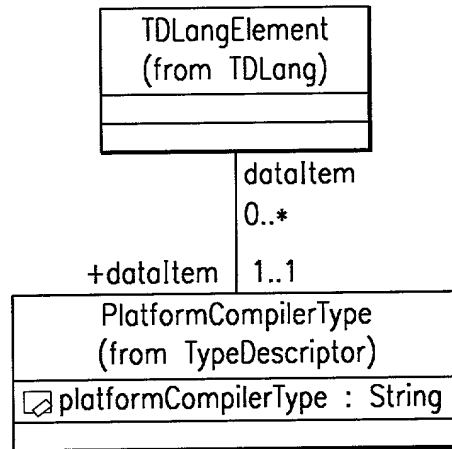 TDLangElement
(from TDLang)
dataItem
0..*
+dataItem 1..1
PlatformCompilerType
(from TypeDescriptor)
platformCompilerType : String